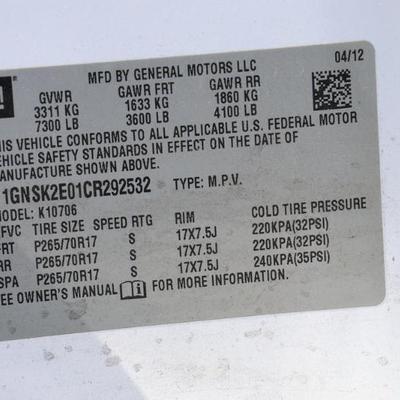 MFD BY GENERAL MOTORS LLC 04/12
GVWR GAWR FRT GAWR RR
3311 KG 1633 KG 1860 KG
7300 LB 3600 LB 4100 LB
THIS VEHICLE CONFORMS TO ALL APPLICABLE U.S. FEDERAL MOTOR
VEHICLE SAFETY STANDARDS IN EFFECT ON THE DATE OF
MANUFACTURE SHOWN ABOVE.
1GNSK2E01CR292532 TYPE: M.P.V.
MODEL: K10706
FVC TIRE SIZE SPEED RTG RIM COLD TIRE PRESSURE
FRT P265/70R17 S 17X7.5J 220KPA(32PSI)
RR P265/70R17 S 17X7.5J 220KPA(32PSI)
SPA P265/70R17 S 17X7.5J 240KPA(35PSI)
SEE OWNER'S MANUAL FOR MORE INFORMATION.